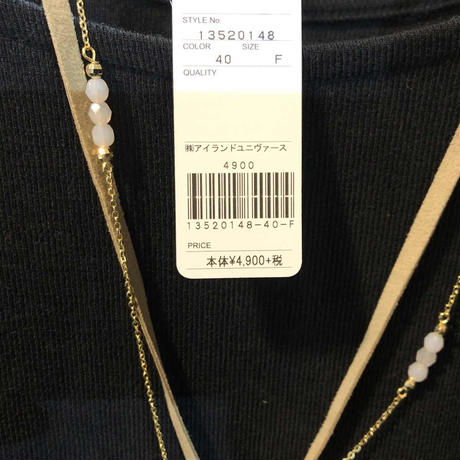 STYLE No.
13520148
COLOR SIZE
40 F
QUALITY
㈱アイランドユニヴァース
4900
13520148-40-F
PRICE
本体¥4,900+税